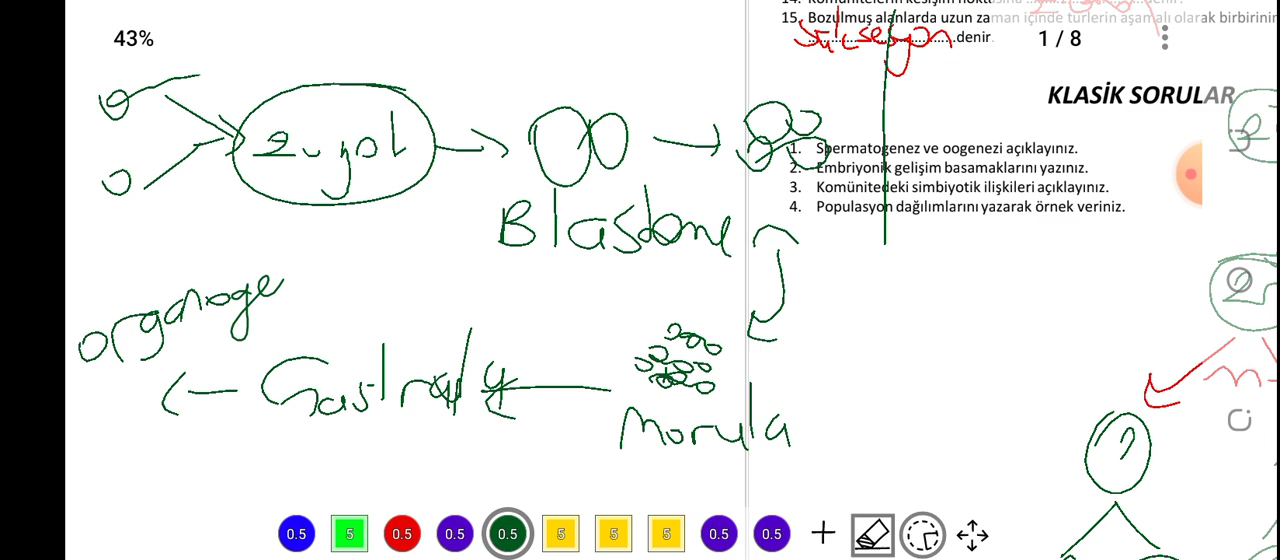 14. Komünitelerin kesişim nokt
15. Bozulmuş alanlarda uzun zaman içinde türlerin aşamalı olarak birbirinin
süksesyon
denir.
43%
1 / 8
KLASİK SORULAR
1. Spermatogenez ve oogenezi açıklayınız.
2. Embriyonik gelişim basamaklarını yazınız.
3. Komünitedeki simbiyotik ilişkileri açıklayınız.
4. Populasyon dağılımlarını yazarak örnek veriniz.
Zigot
Blastome
organoge
Gastrula
Morula
0.5 5 0.5 0.5 0.5 5 5 5 0.5 0.5